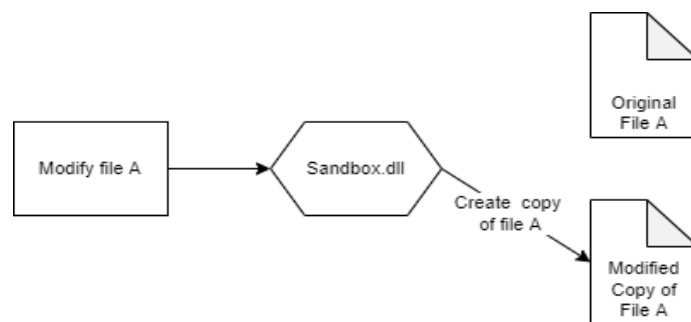 Original
File A
Modify file A
Sandbox.dll
Create copy
of file A
Modified
Copy of
File A